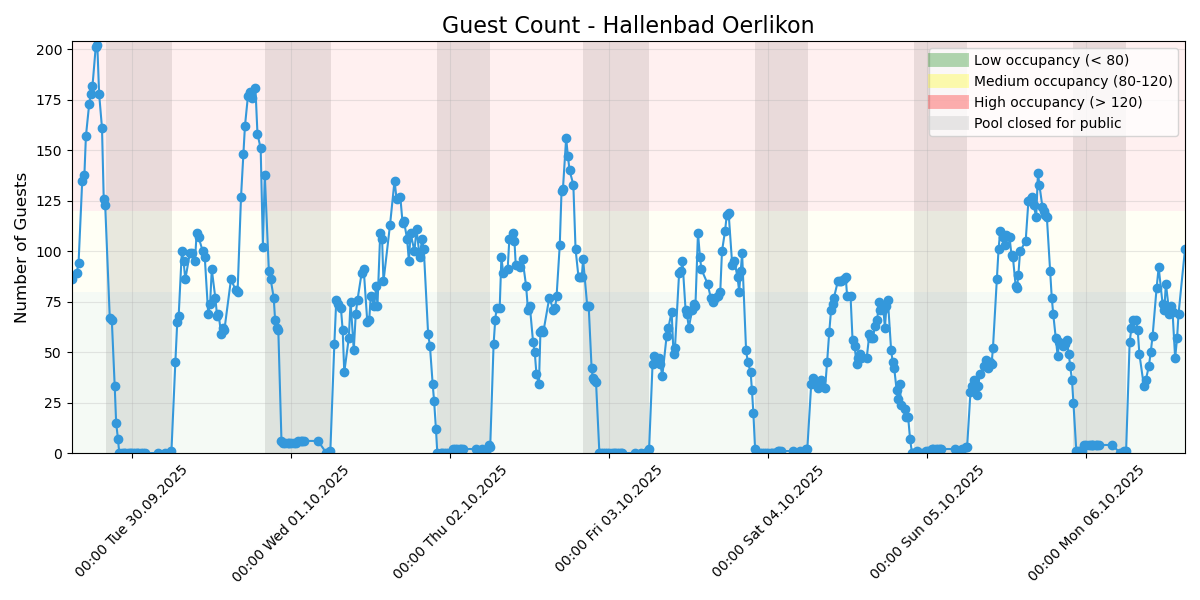 Guest Count - Hallenbad Oerlikon
Number of Guests
200
175
150
125
100
75
50
25
0
Low occupancy (< 80)
Medium occupancy (80-120)
High occupancy (> 120)
Pool closed for public
00:00 Tue 30.09.2025
00:00 Wed 01.10.2025
00:00 Thu 02.10.2025
00:00 Fri 03.10.2025
00:00 Sat 04.10.2025
00:00 Sun 05.10.2025
00:00 Mon 06.10.2025